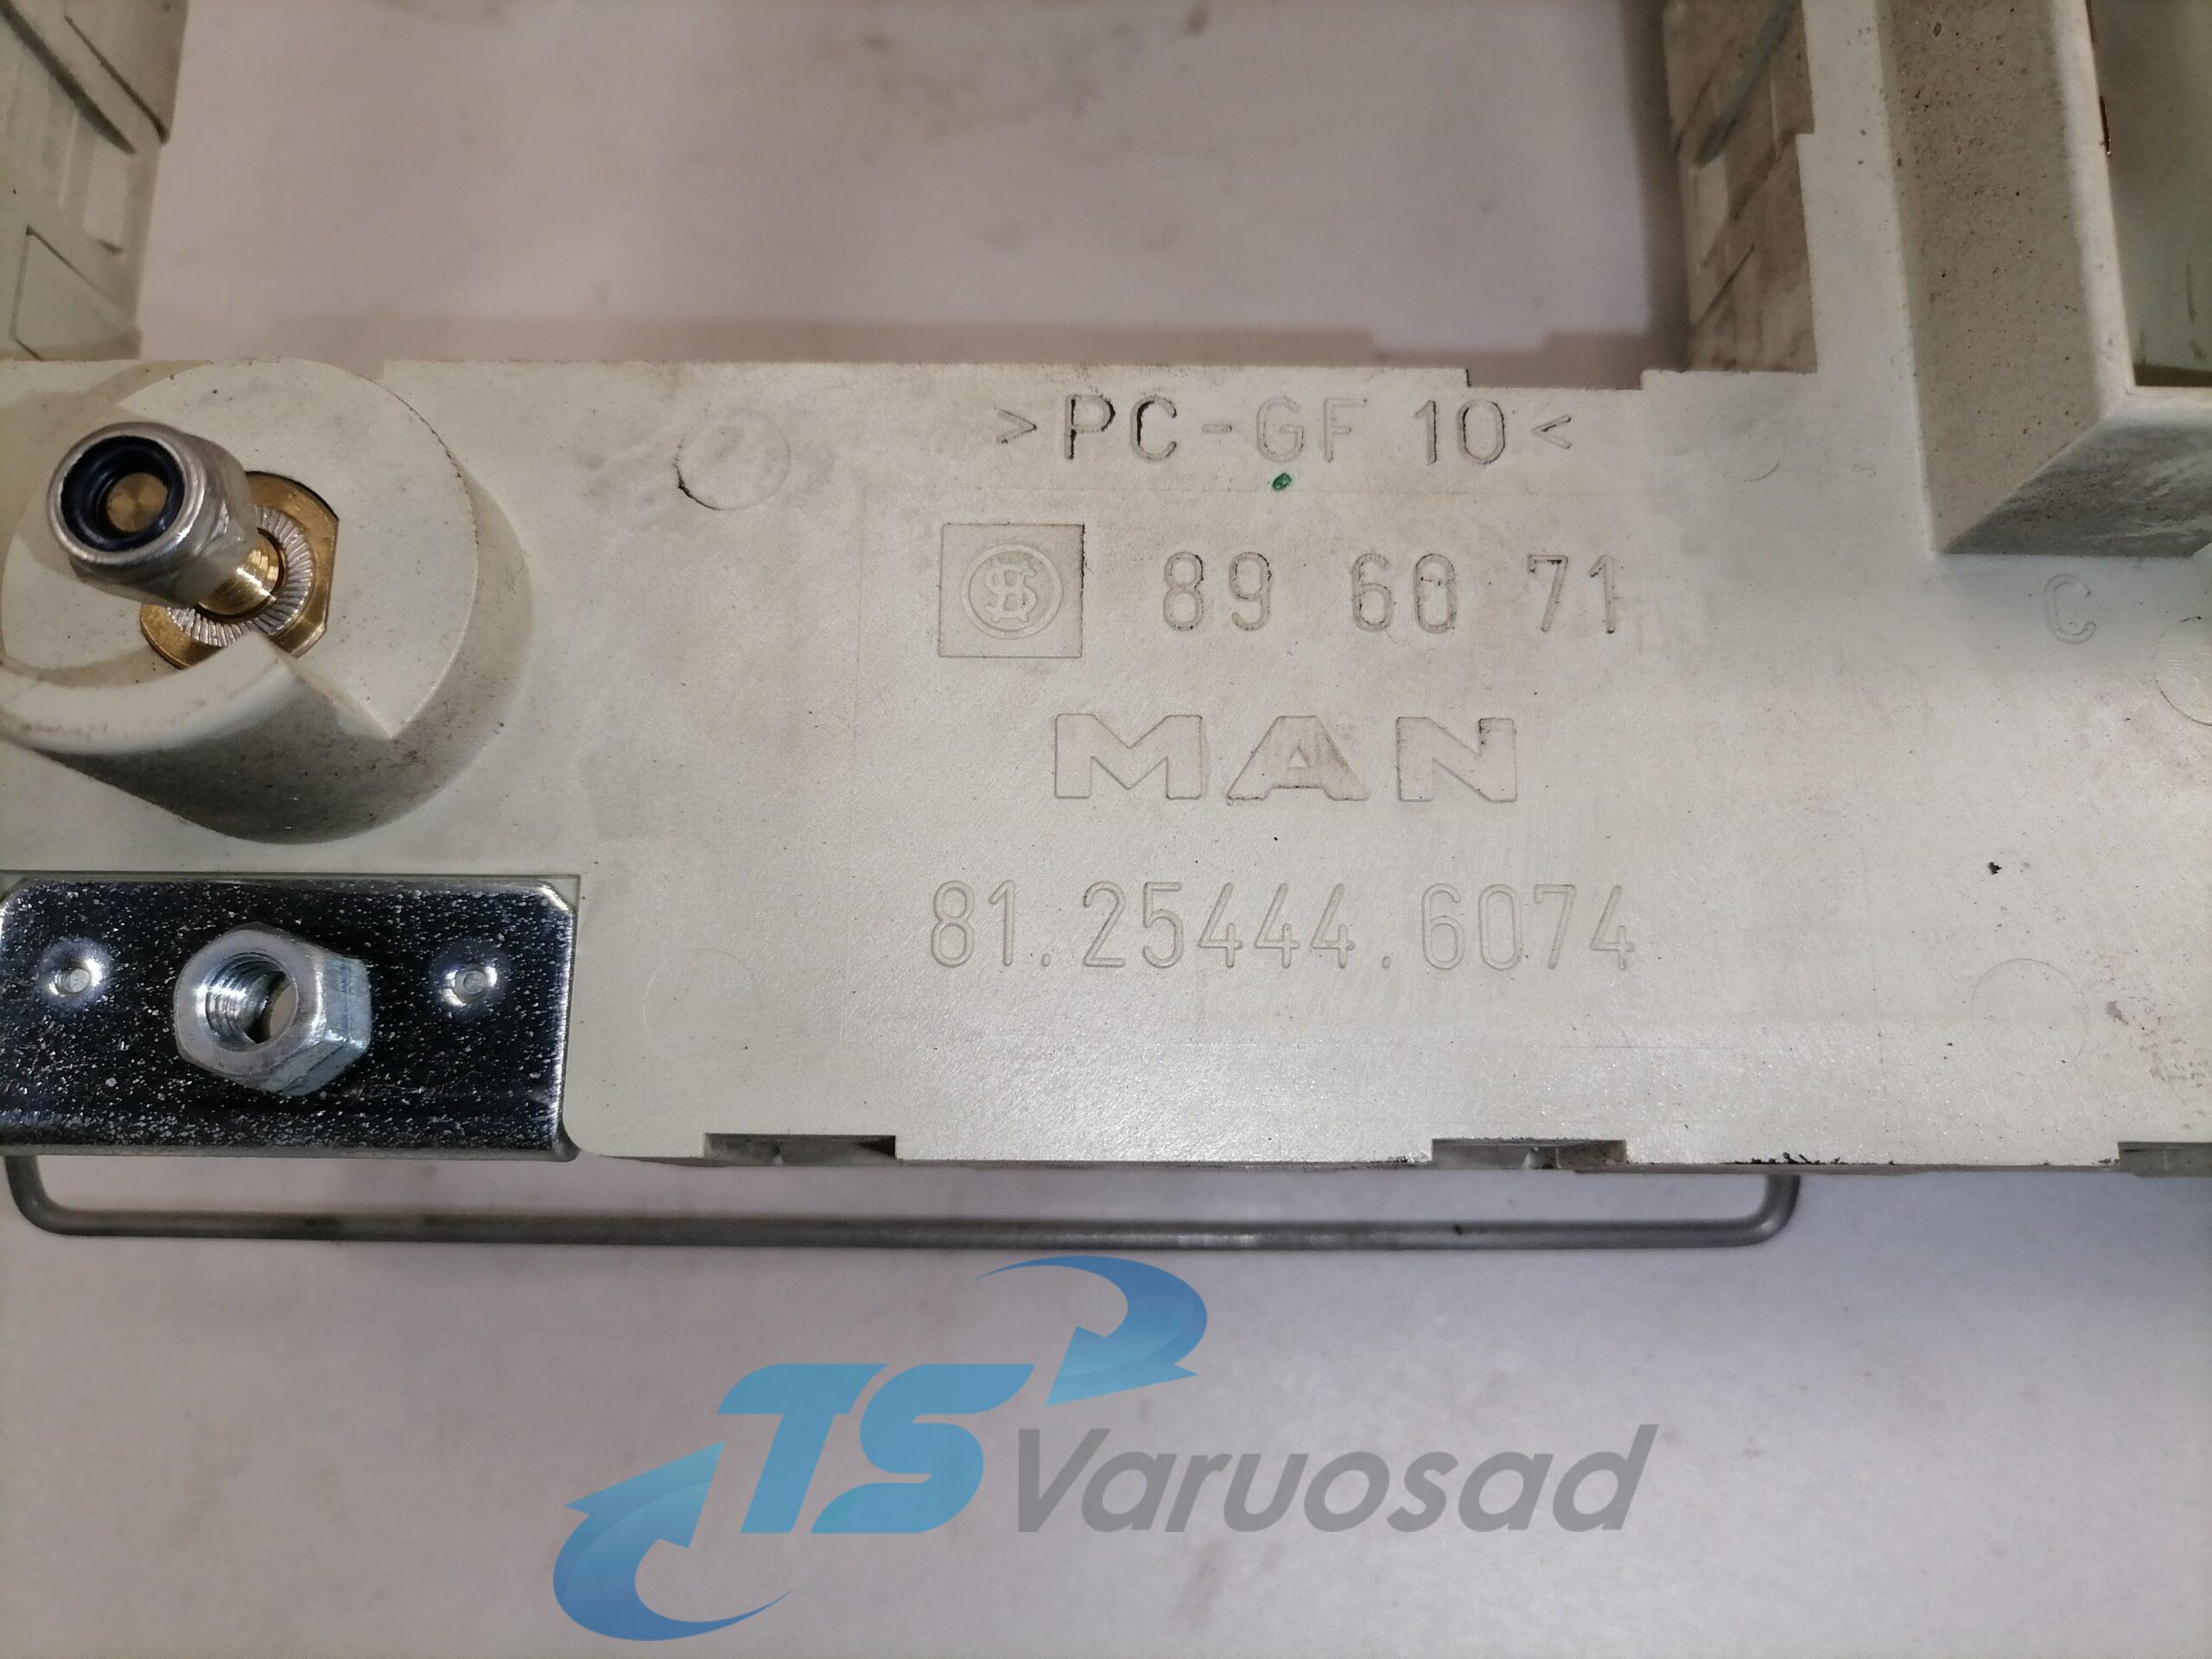 >PC-GF 10<
89 60 71
C
MAN
81.25444.6074
TS Varuosad